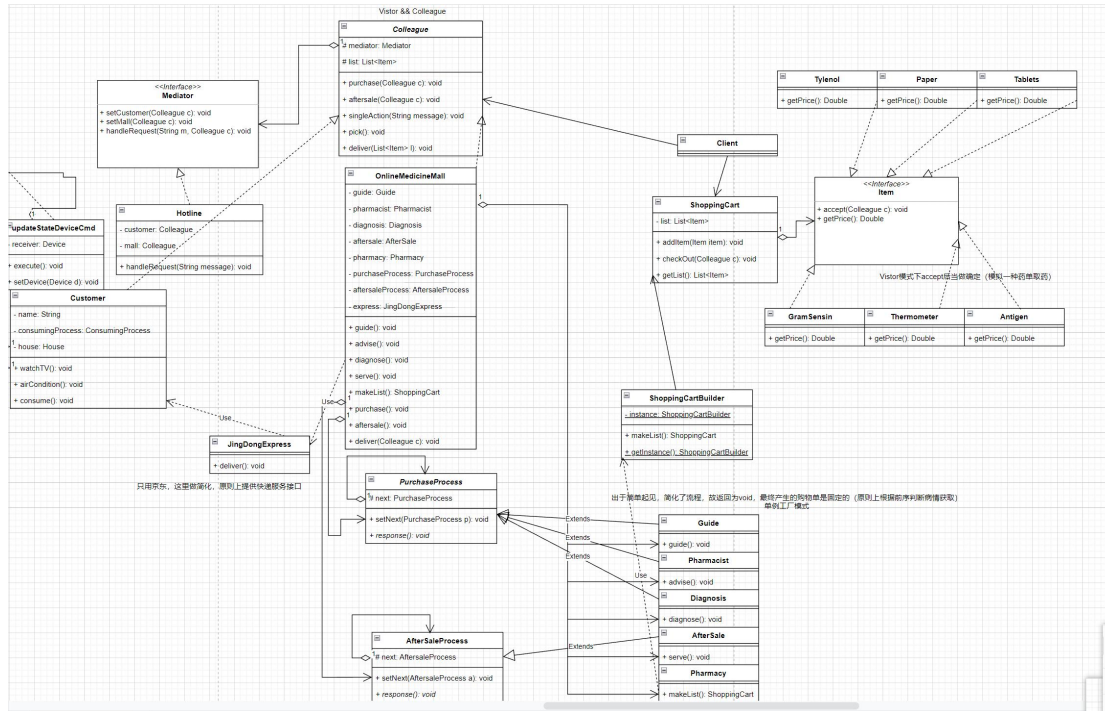 Vistor && Colleague
Colleague
# mediator: Mediator
# list: List<Item>
+ purchase(Colleague c): void
+ aftersale(Colleague c): void
+ singleAction(String message): void
+ pick(): void
+ deliver(List<Item> l): void
1
<<Interface>>
Mediator
+ setCustomer(Colleague c): void
+ setMall(Colleague c): void
+ handleRequest(String m, Colleague c): void
Hotline
- customer: Colleague
- mall: Colleague
+ handleRequest(String message): void
1
updateStateDeviceCmd
- receiver: Device
+ execute(): void
+ setDevice(Device d): void
Customer
- name: String
- consumingProcess: ConsumingProcess
- house: House
+ watchTV(): void
+ airCondition(): void
+ consume(): void
1
1
OnlineMedicineMall
- guide: Guide
- pharmacist: Pharmacist
- diagnosis: Diagnosis
- aftersale: AfterSale
- pharmacy: Pharmacy
- purchaseProcess: PurchaseProcess
- aftersaleProcess: AftersaleProcess
- express: JingDongExpress
+ guide(): void
+ advise(): void
+ diagnose(): void
+ serve(): void
+ makeList(): ShoppingCart
+ purchase(): void
+ aftersale(): void
+ deliver(Colleague c): void
1
Use
1
1
Use
JingDongExpress
+ deliver(): void
只用京东，这里做简化，原则上提供快递服务接口
PurchaseProcess
# next: PurchaseProcess
+ setNext(PurchaseProcess p): void
+ response(): void
1
AfterSaleProcess
# next: AftersaleProcess
+ setNext(AftersaleProcess a): void
+ response(): void
1
Client
ShoppingCart
- list: List<Item>
+ addItem(Item item): void
+ checkOut(Colleague c): void
+ getList(): List<Item>
1
Tylenol
+ getPrice(): Double
Paper
+ getPrice(): Double
Tablets
+ getPrice(): Double
<<Interface>>
Item
+ accept(Colleague c): void
+ getPrice(): Double
Vistor模式下accept后当做确定（模拟一种药单取药）
GramSensin
+ getPrice(): Double
Thermometer
+ getPrice(): Double
Antigen
+ getPrice(): Double
ShoppingCartBuilder
- instance: ShoppingCartBuilder
+ makeList(): ShoppingCart
+ getInstance(): ShoppingCartBuilder
出于简单起见，简化了流程，故返回为void，最终产生的购物单是固定的（原则上根据前序判断病情获取）
单例工厂模式
Extends
Extends
Use
Extends
Guide
+ guide(): void
Pharmacist
+ advise(): void
Diagnosis
+ diagnose(): void
AfterSale
+ serve(): void
Pharmacy
+ makeList(): ShoppingCart